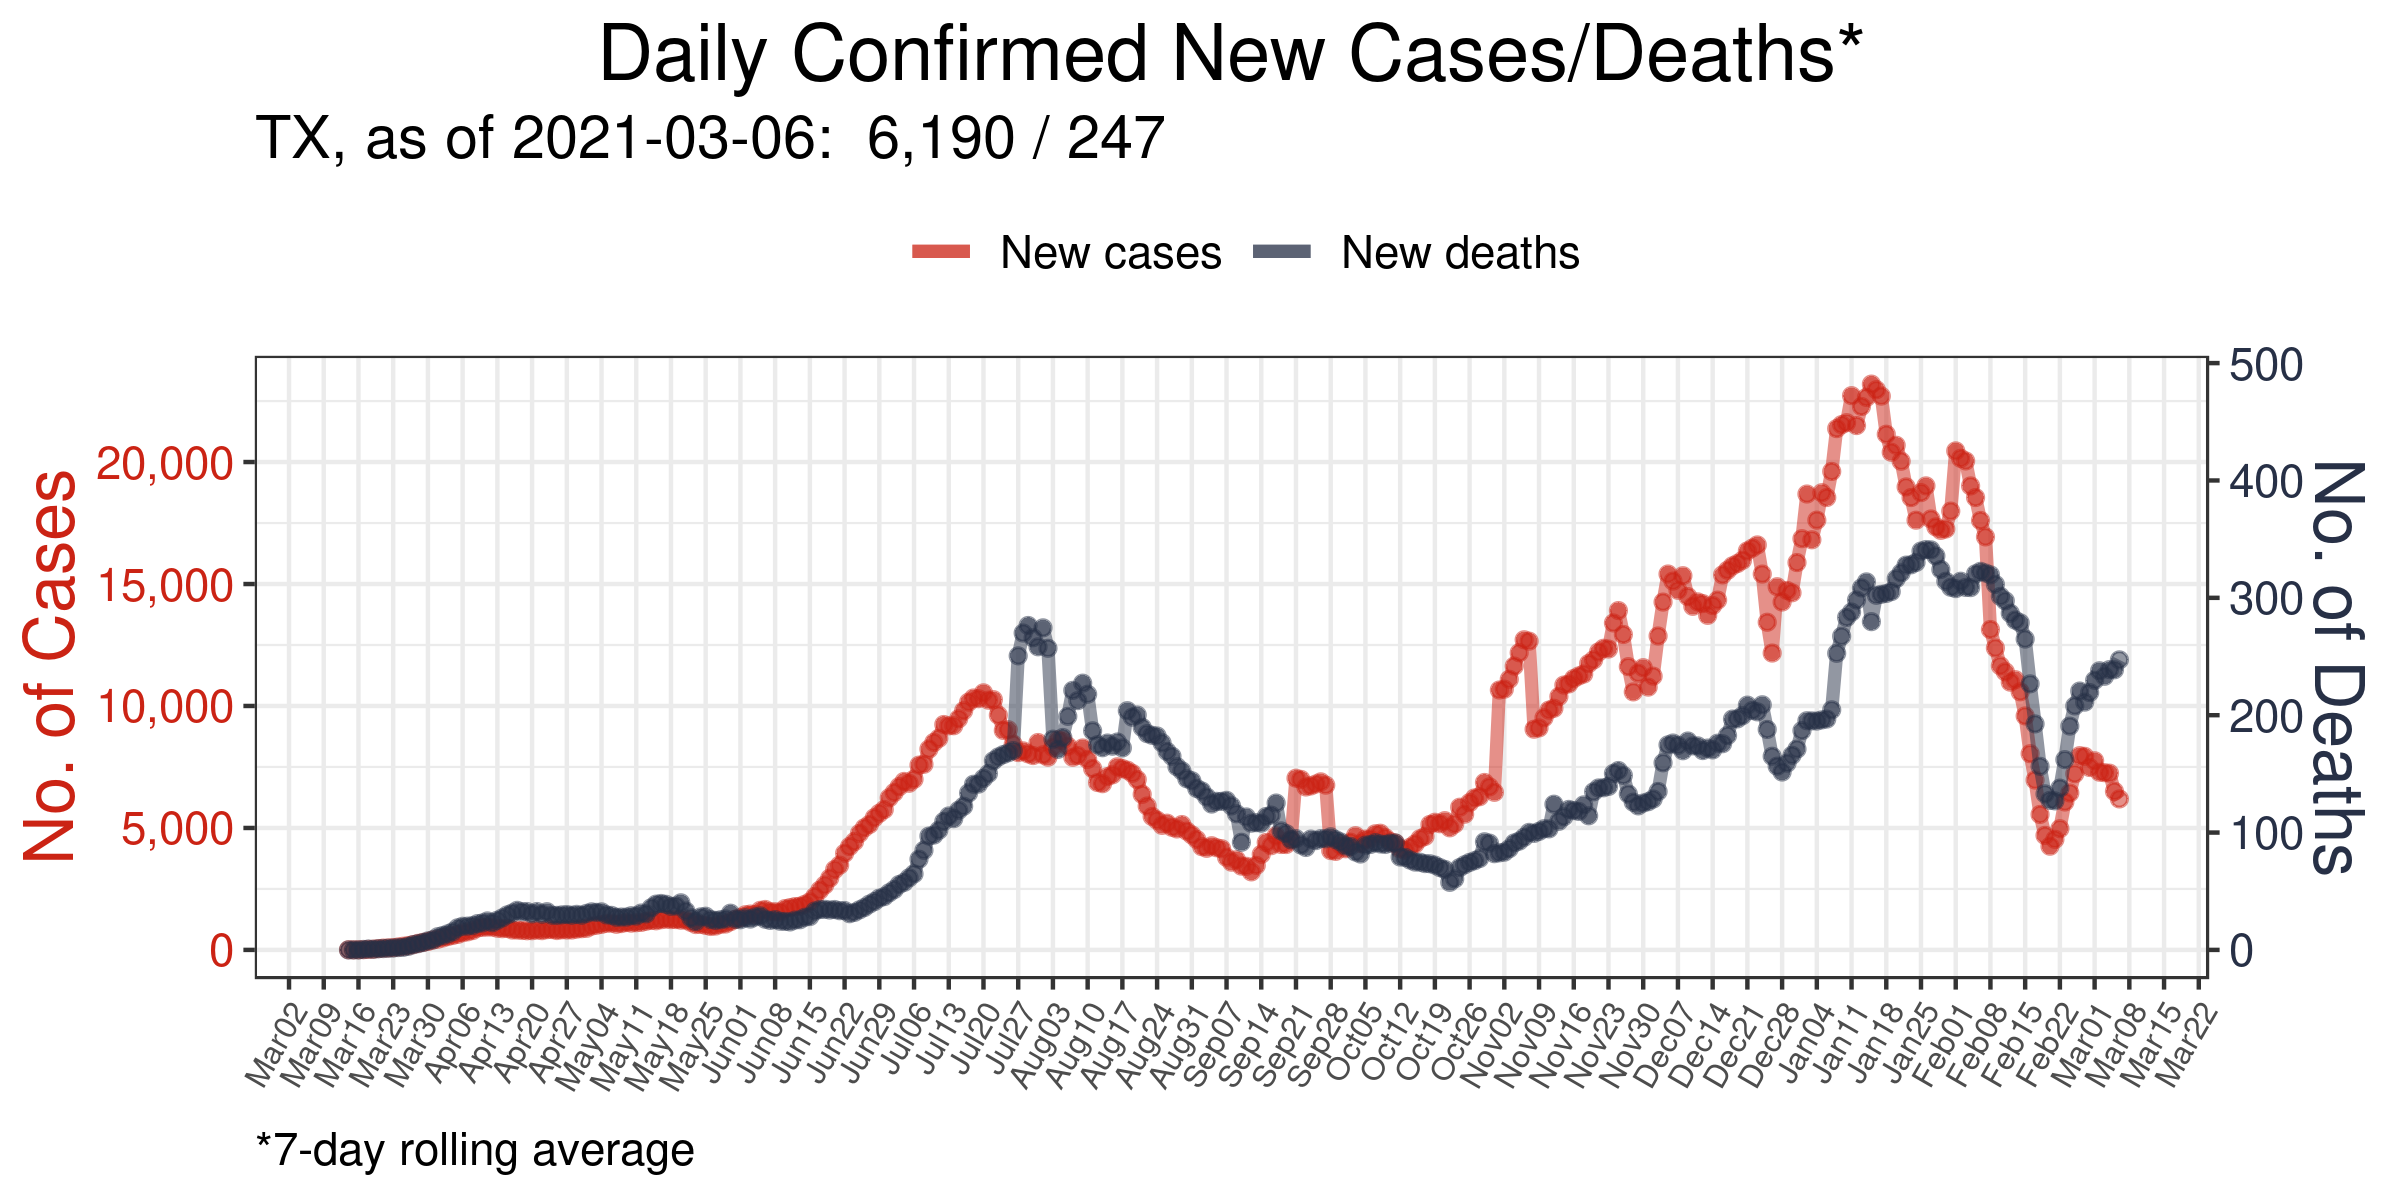 Daily Confirmed New Cases/Deaths*
TX, as of 2021-03-06:  6,190 / 247
New cases New deaths
No. of Cases
20,000
15,000
10,000
5,000
0
500
400
300
200
100
0
No. of Deaths
Mar02 Mar09 Mar16 Mar23 Mar30 Apr06 Apr13 Apr20 Apr27 May04 May11 May18 May25 Jun01 Jun08 Jun15 Jun22 Jun29 Jul06 Jul13 Jul20 Jul27 Aug03 Aug10 Aug17 Aug24 Aug31 Sep07 Sep14 Sep21 Sep28 Oct05 Oct12 Oct19 Oct26 Nov02 Nov09 Nov16 Nov23 Nov30 Dec07 Dec14 Dec21 Dec28 Jan04 Jan11 Jan18 Jan25 Feb01 Feb08 Feb15 Feb22 Mar01 Mar08 Mar15 Mar22
*7-day rolling average